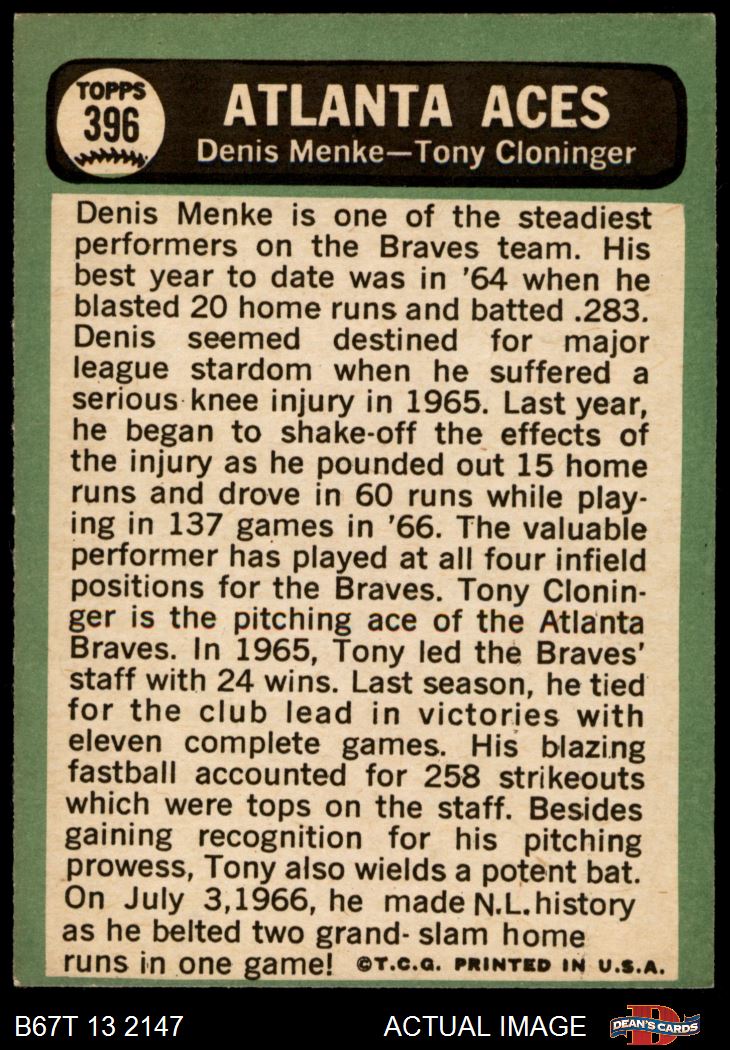 TOPPS
396
ATLANTA ACES
Denis Menke—Tony Cloninger
Denis Menke is one of the steadiest
performers on the Braves team. His
best year to date was in '64 when he
blasted 20 home runs and batted .283.
Denis seemed destined for major
league stardom when he suffered a
serious knee injury in 1965. Last year,
he began to shake-off the effects of
the injury as he pounded out 15 home
runs and drove in 60 runs while play-
ing in 137 games in '66. The valuable
performer has played at all four infield
positions for the Braves. Tony Clonin-
ger is the pitching ace of the Atlanta
Braves. In 1965, Tony led the Braves'
staff with 24 wins. Last season, he tied
for the club lead in victories with
eleven complete games. His blazing
fastball accounted for 258 strikeouts
which were tops on the staff. Besides
gaining recognition for his pitching
prowess, Tony also wields a potent bat.
On July 3,1966, he made N.L. history
as he belted two grand- slam home
runs in one game! ©T.C.G. PRINTED IN U.S.A.
B67T 13 2147
ACTUAL IMAGE
D
DEAN'S CARDS